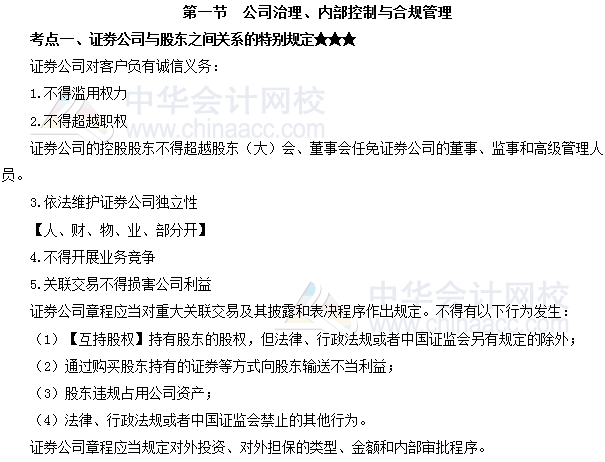 第一节 公司治理、内部控制与合规管理
考点一、证券公司与股东之间关系的特别规定★★★
证券公司对客户负有诚信义务：
1.不得滥用权力
中华会计网校
2.不得超越职权
www.chinaacc.com
证券公司的控股股东不得超越股东（大）会、董事会任免证券公司的董事、监事和高级管理人
员。
3.依法维护证券公司独立性
【人、财、物、业、部分开】
4.不得开展业务竞争
5.关联交易不得损害公司利益
中华会计网校
证券公司章程应当对重大关联交易及其披露和表决程序作出规定。不得有以下行为发生：
www.chinaacc.com
（1）【互持股权】持有股东的股权，但法律、行政法规或者中国证监会另有规定的除外；
（2）通过购买股东持有的证券等方式向股东输送不当利益；
（3）股东违规占用公司资产；
（4）法律、行政法规或者中国证监会禁止的其他行为。
证券公司章程应当规定对外投资、对外担保的类型、金额和内部审批程序。